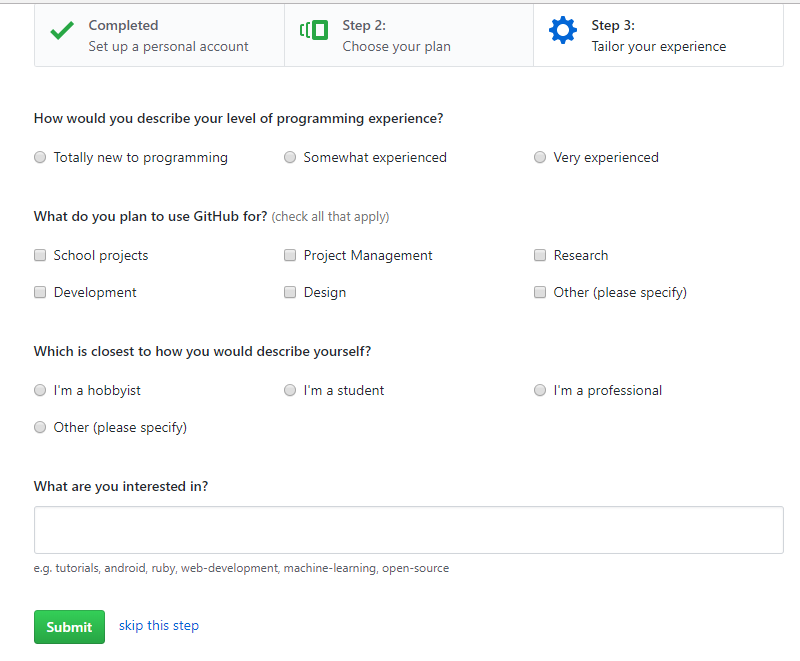 Completed
Set up a personal account
Step 2:
Choose your plan
Step 3:
Tailor your experience
How would you describe your level of programming experience?
Totally new to programming
Somewhat experienced
Very experienced
What do you plan to use GitHub for? (check all that apply)
School projects
Project Management
Research
Development
Design
Other (please specify)
Which is closest to how you would describe yourself?
I'm a hobbyist
I'm a student
I'm a professional
Other (please specify)
What are you interested in?
e.g. tutorials, android, ruby, web-development, machine-learning, open-source
Submit
skip this step